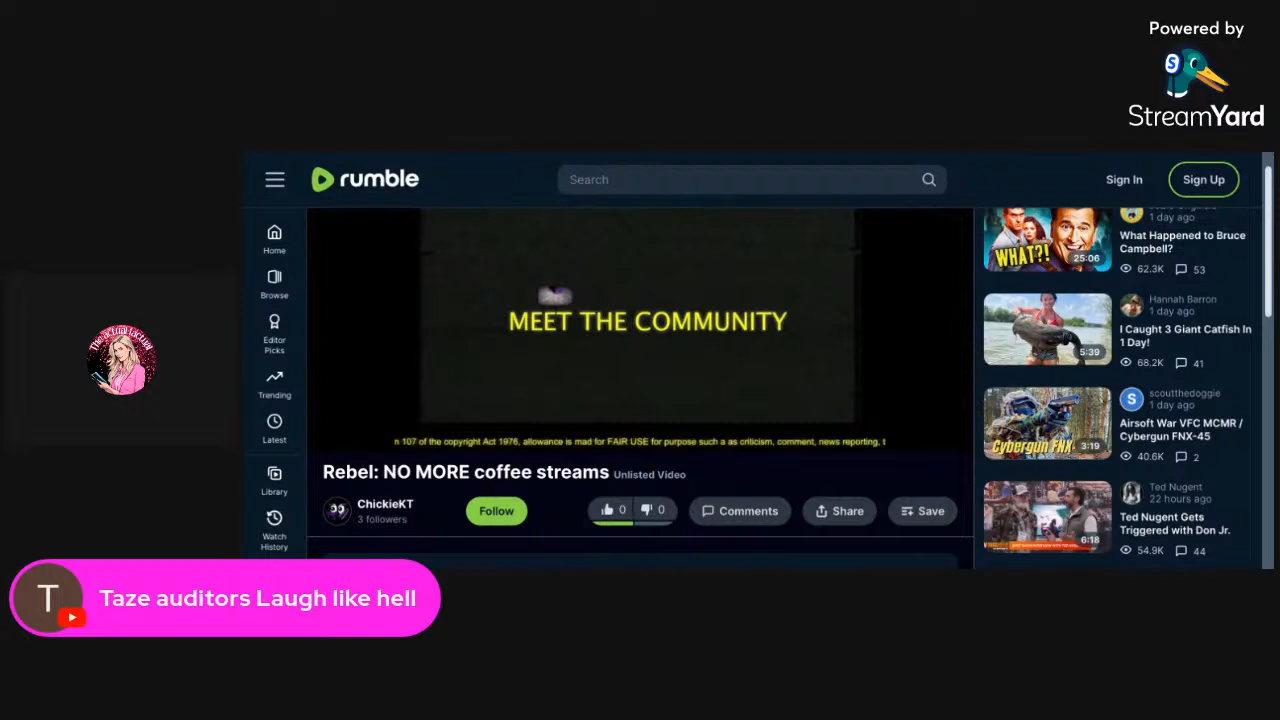 Powered by
StreamYard
rumble
Search
Sign In
Sign Up
Home
Browse
Editor
Picks
Trending
Latest
Library
Watch
History
MEET THE COMMUNITY
n 107 of the copyright Act 1976, allowance is mad for FAIR USE for purpose such a as criticism, comment, news reporting, t
Rebel: NO MORE coffee streams Unlisted Video
ChickieKT
3 followers
Follow
0
0
Comments
Share
Save
WHAT?!
25:06
1 day ago
What Happened to Bruce
Campbell?
62.3K 53
5:39
Hannah Barron
1 day ago
I Caught 3 Giant Catfish In
1 Day!
68.2K 41
Cybergun FNX
3:19
S
scoutthedoggie
1 day ago
Airsoft War VFC MCMR /
Cybergun FNX-45
40.6K 2
6:18
Ted Nugent
22 hours ago
Ted Nugent Gets
Triggered with Don Jr.
54.9K 44
The actual factual
T
Taze auditors Laugh like hell